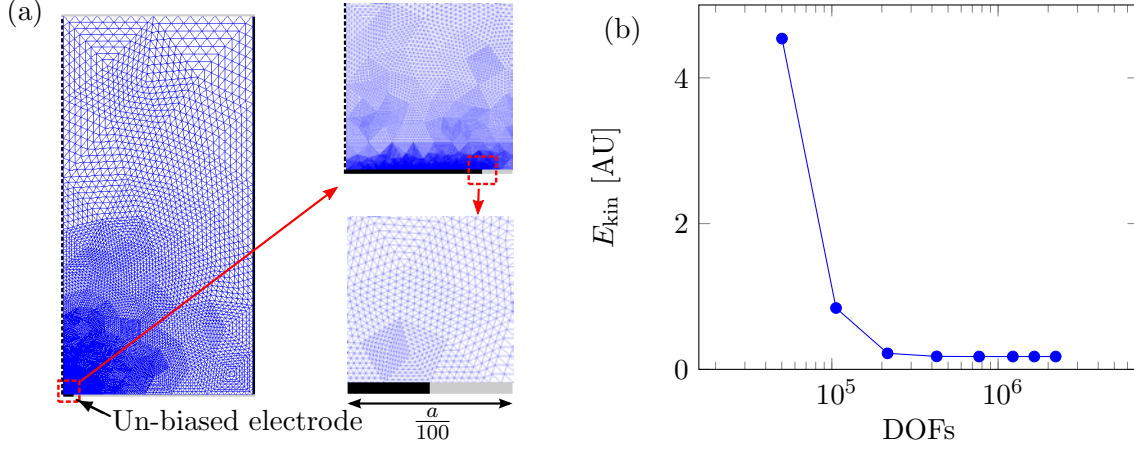 (a)
Un-biased electrode
a
100
(b)
E_kin [AU]
4
2
0
10^5
10^6
DOFs